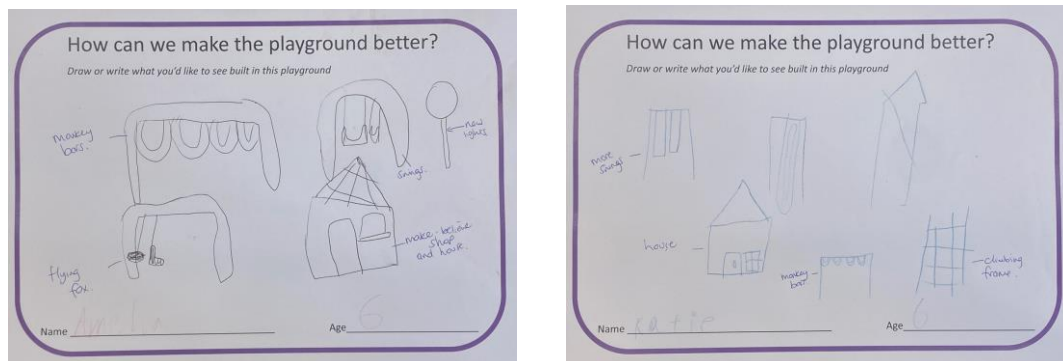 How can we make the playground better?
Draw or write what you'd like to see built in this playground
monkey
bars.
new
lights
swings.
make-believe
shop
and house.
flying
fox.
Name
Age 6
How can we make the playground better?
Draw or write what you'd like to see built in this playground
more
swings
house
monkey
bar
climbing
frame.
Name Katie
Age 6